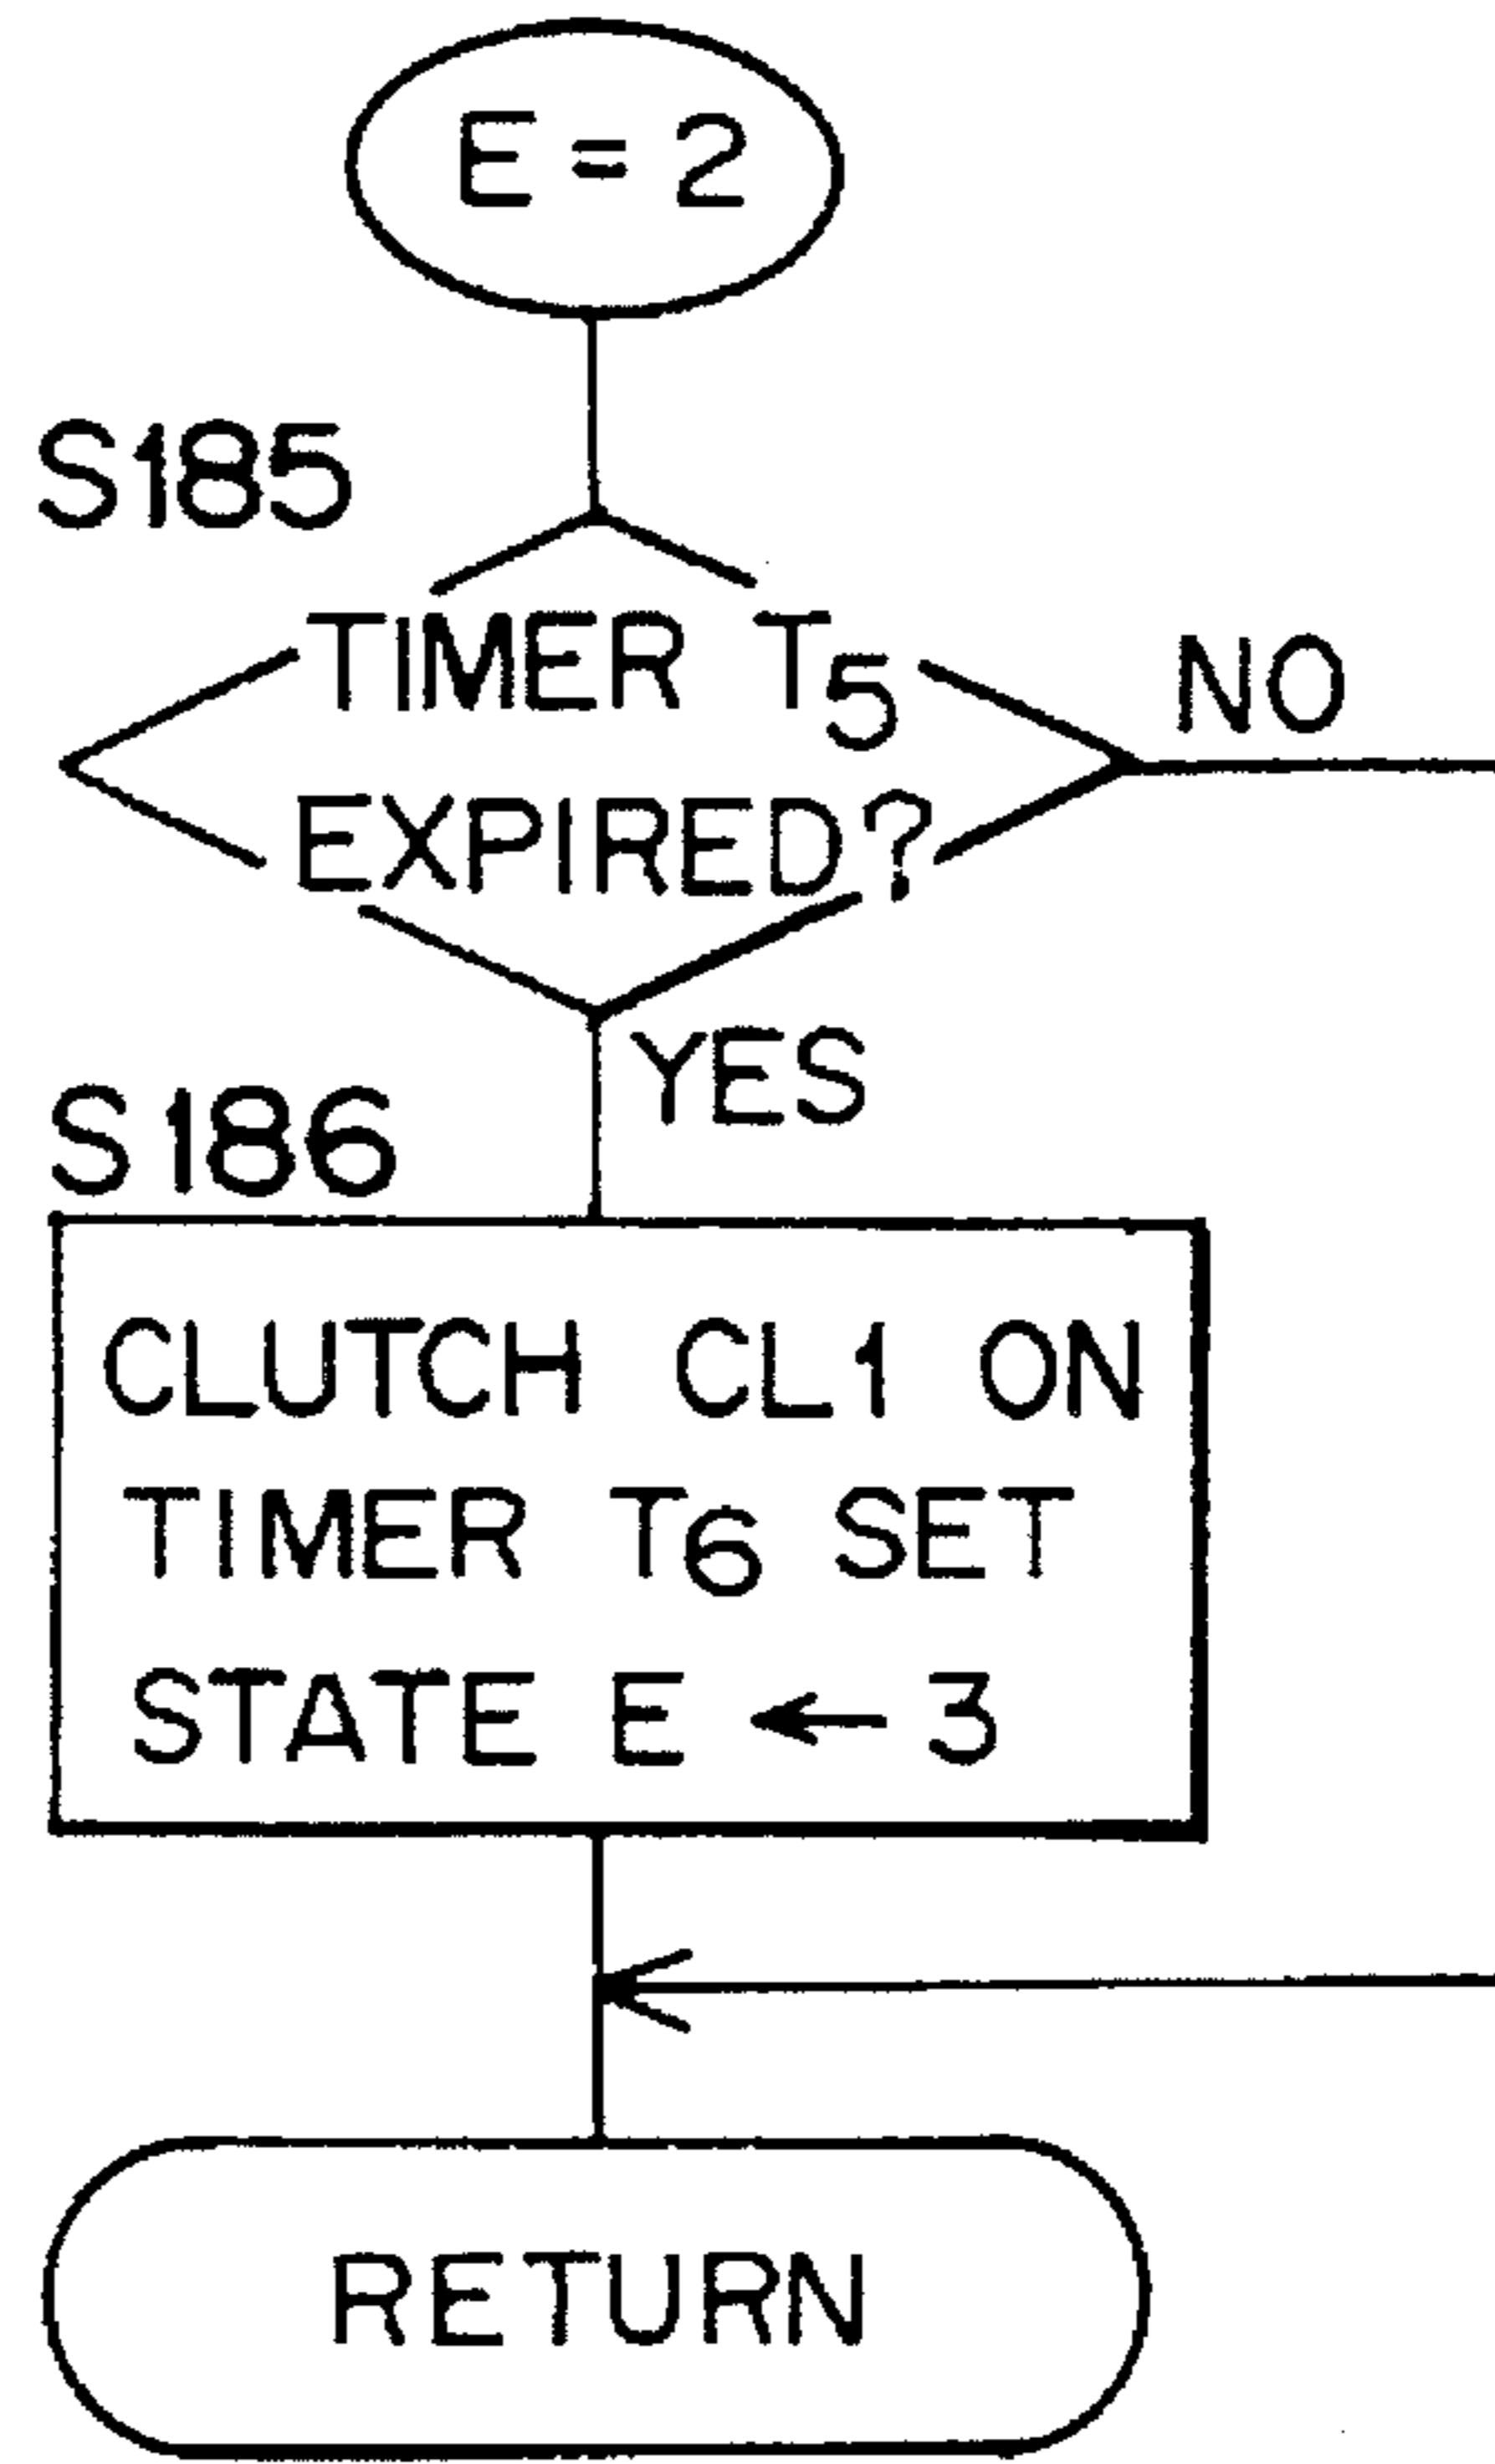 E = 2
S185
TIMER T5
EXPIRED?
NO
YES
S186
CLUTCH CL1 ON
TIMER T6 SET
STATE E ← 3
RETURN